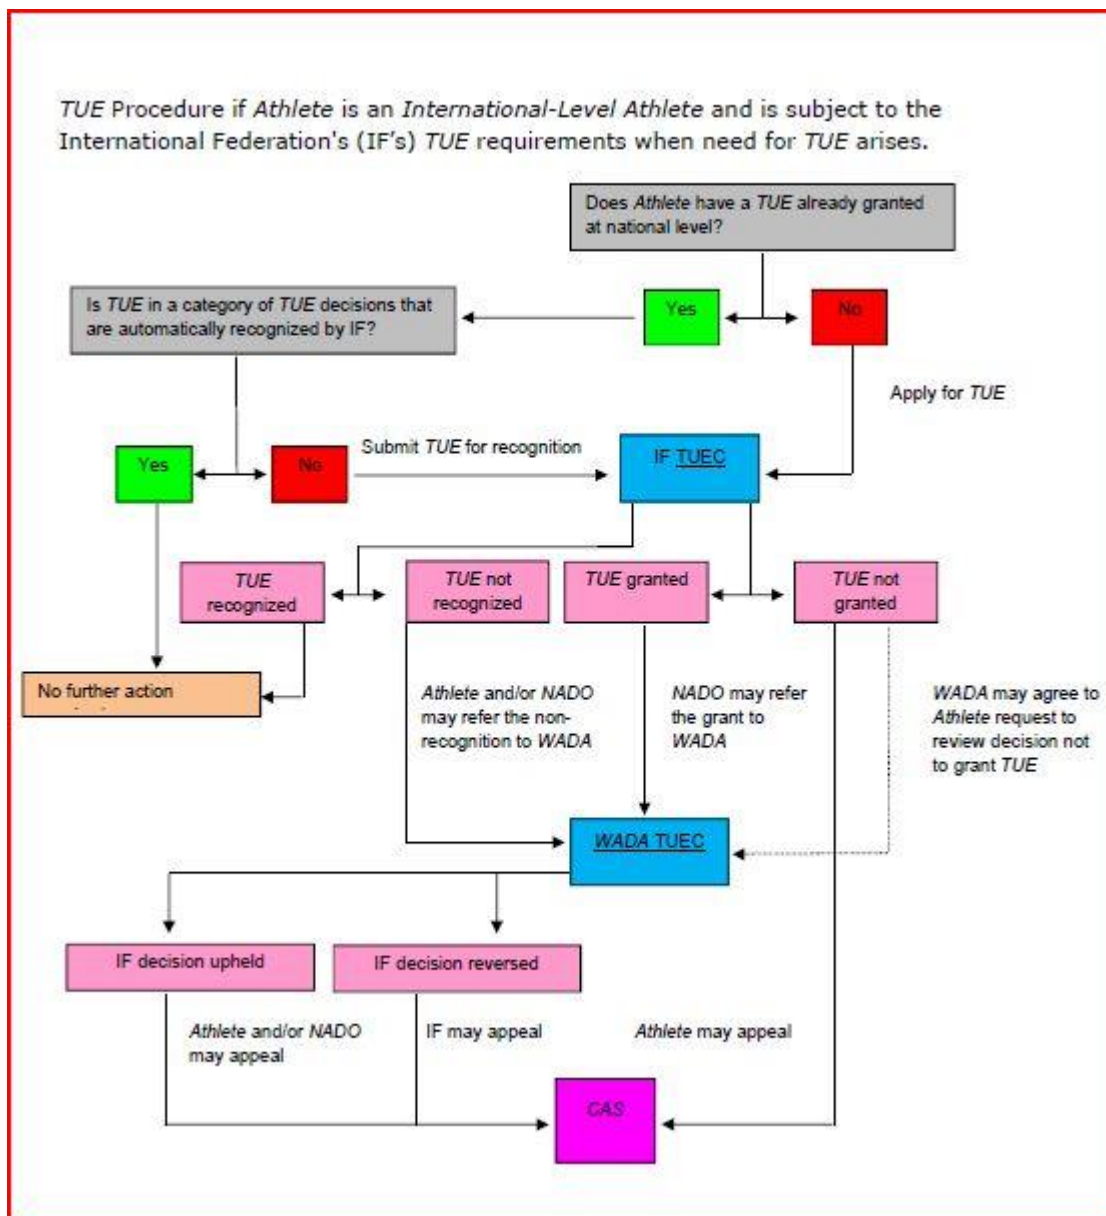 TUE Procedure if Athlete is an International-Level Athlete and is subject to the
International Federation's (IF's) TUE requirements when need for TUE arises.
Does Athlete have a TUE already granted
at national level?
Is TUE in a category of TUE decisions that
are automatically recognized by IF?
Yes
No
Apply for TUE
Yes
No
Submit TUE for recognition
IF TUEC
TUE
recognized
TUE not
recognized
TUE granted
TUE not
granted
No further action
Athlete and/or NADO
may refer the non-
recognition to WADA
NADO may refer
the grant to
WADA
WADA may agree to
Athlete request to
review decision not
to grant TUE
WADA TUEC
IF decision upheld
IF decision reversed
Athlete and/or NADO
may appeal
IF may appeal
Athlete may appeal
CAS